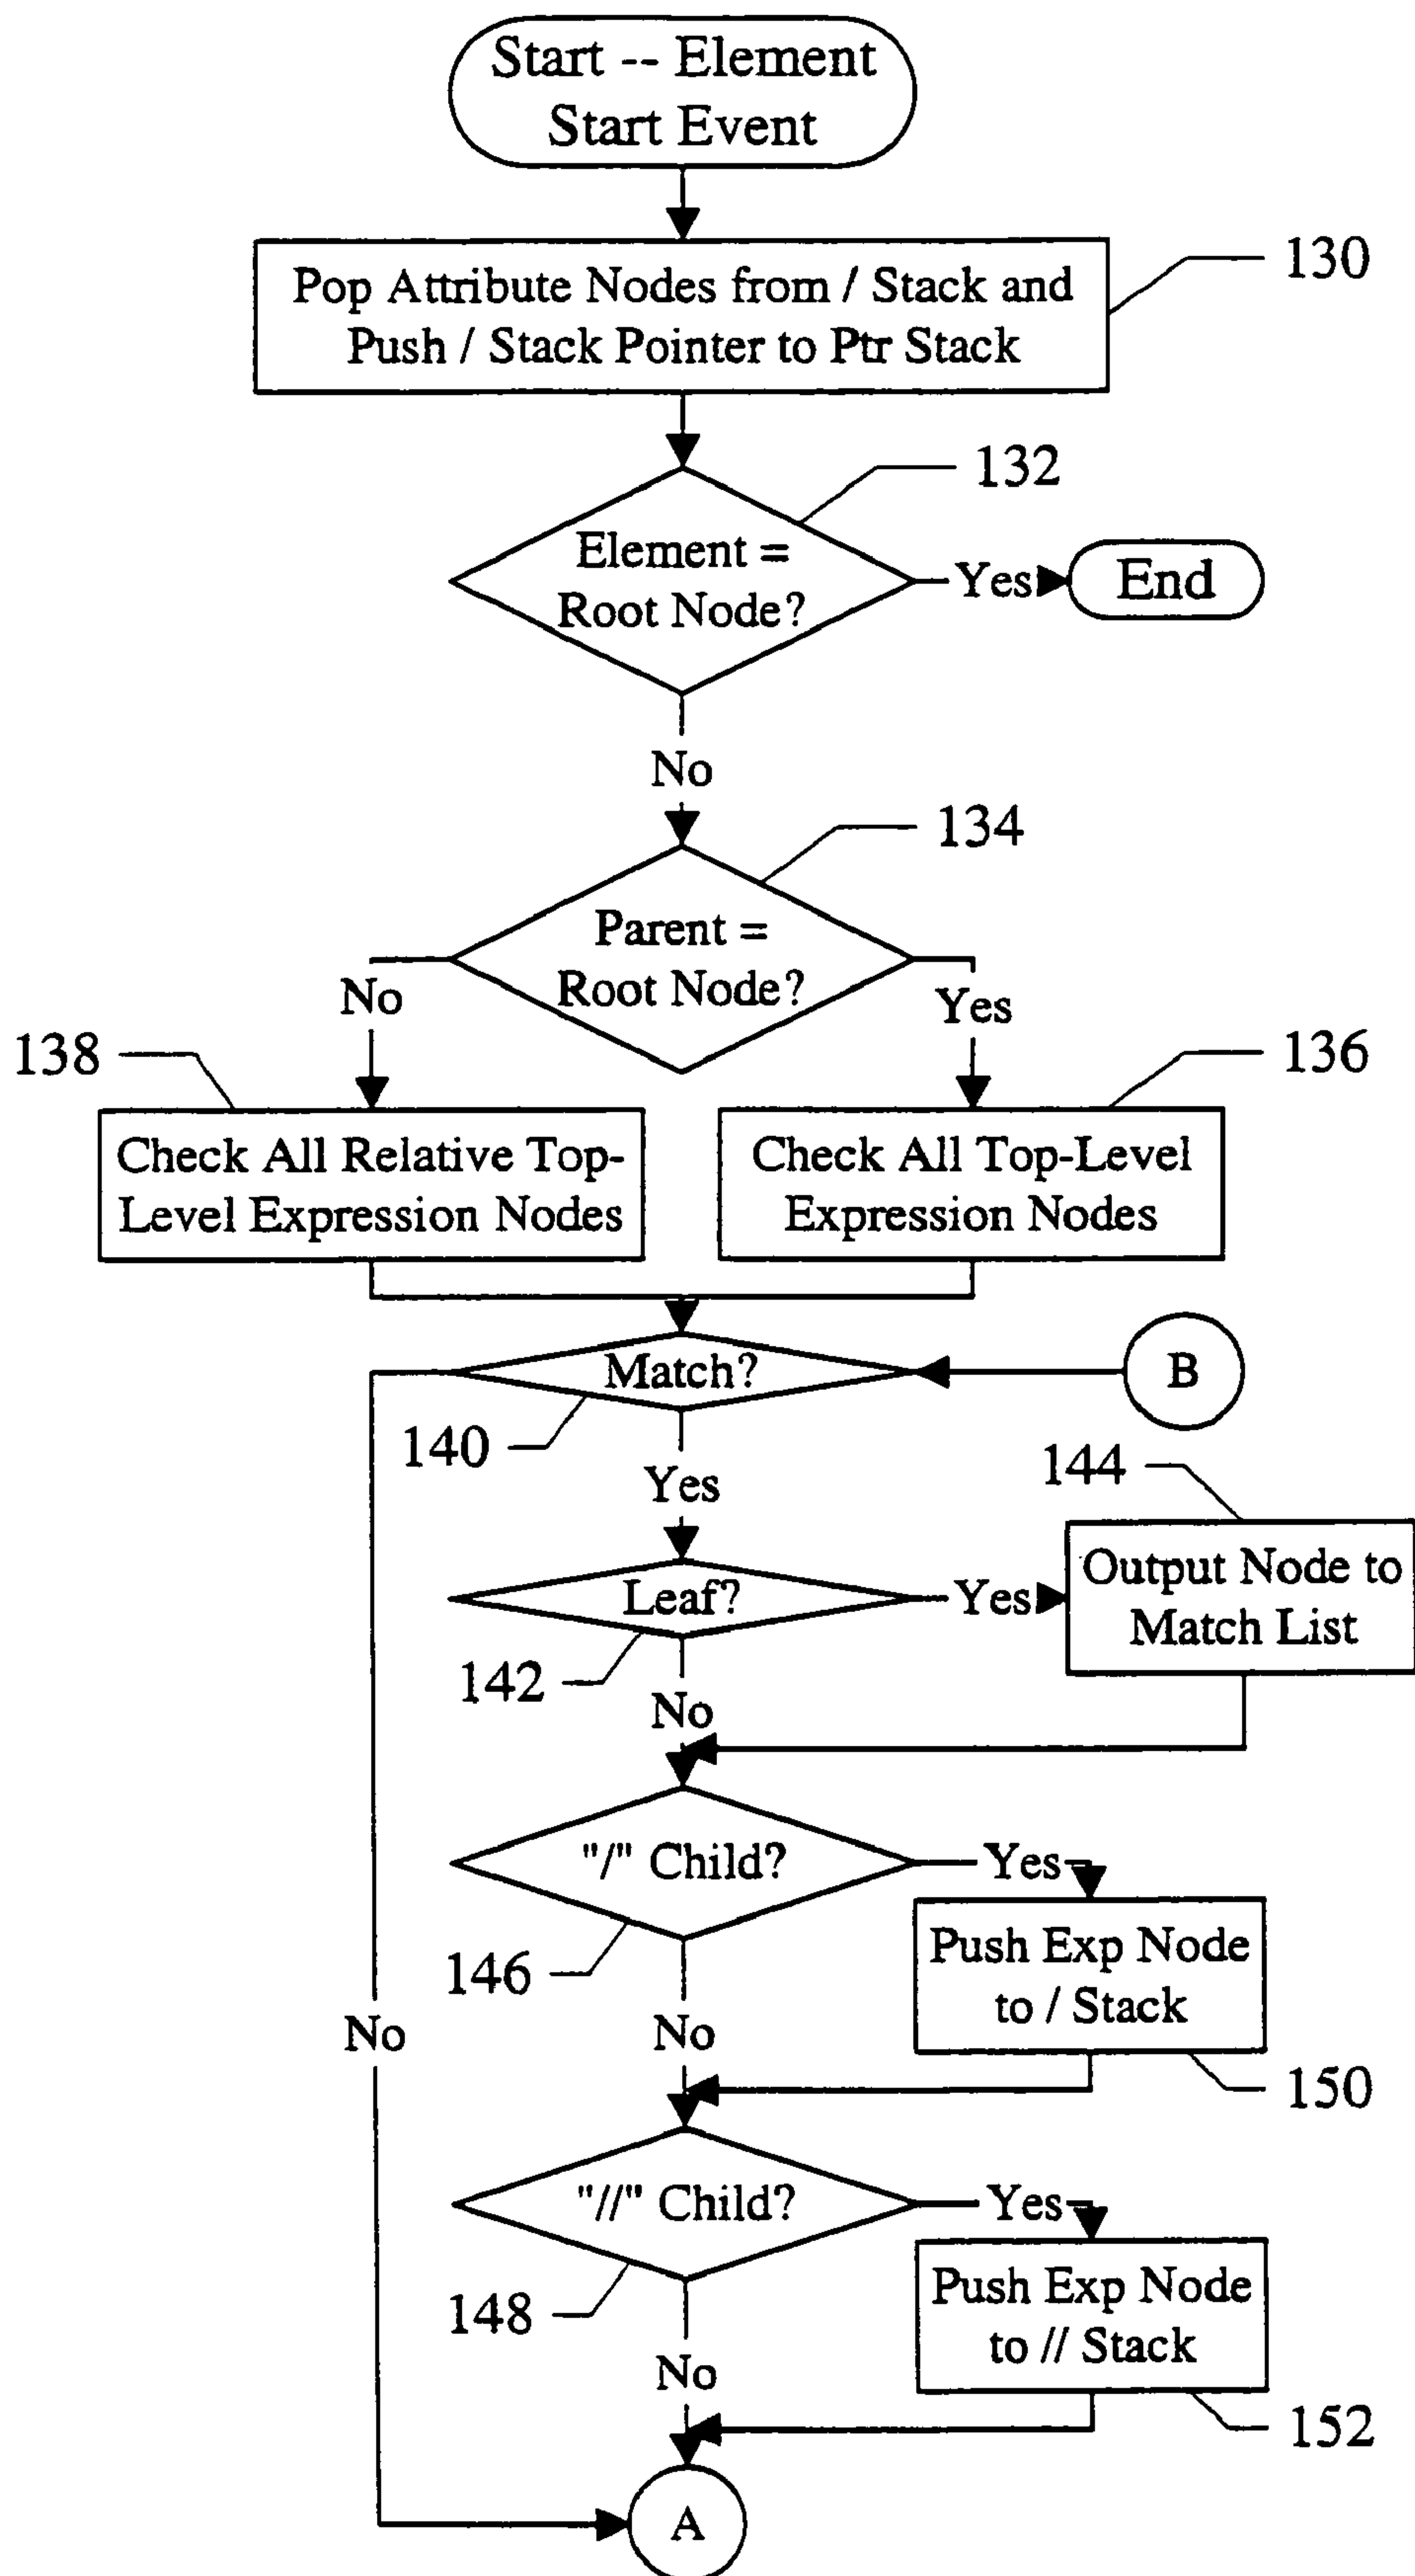 Start -- Element
Start Event
Pop Attribute Nodes from / Stack and
Push / Stack Pointer to Ptr Stack
130
132
Element =
Root Node?
Yes
End
No
134
Parent =
Root Node?
No
Yes
138
136
Check All Relative Top-
Level Expression Nodes
Check All Top-Level
Expression Nodes
Match?
B
140
Yes
144
Leaf?
Yes
Output Node to
Match List
142
No
"/" Child?
Yes
146
Push Exp Node
to / Stack
No
No
150
"//" Child?
Yes
148
Push Exp Node
to // Stack
No
152
A